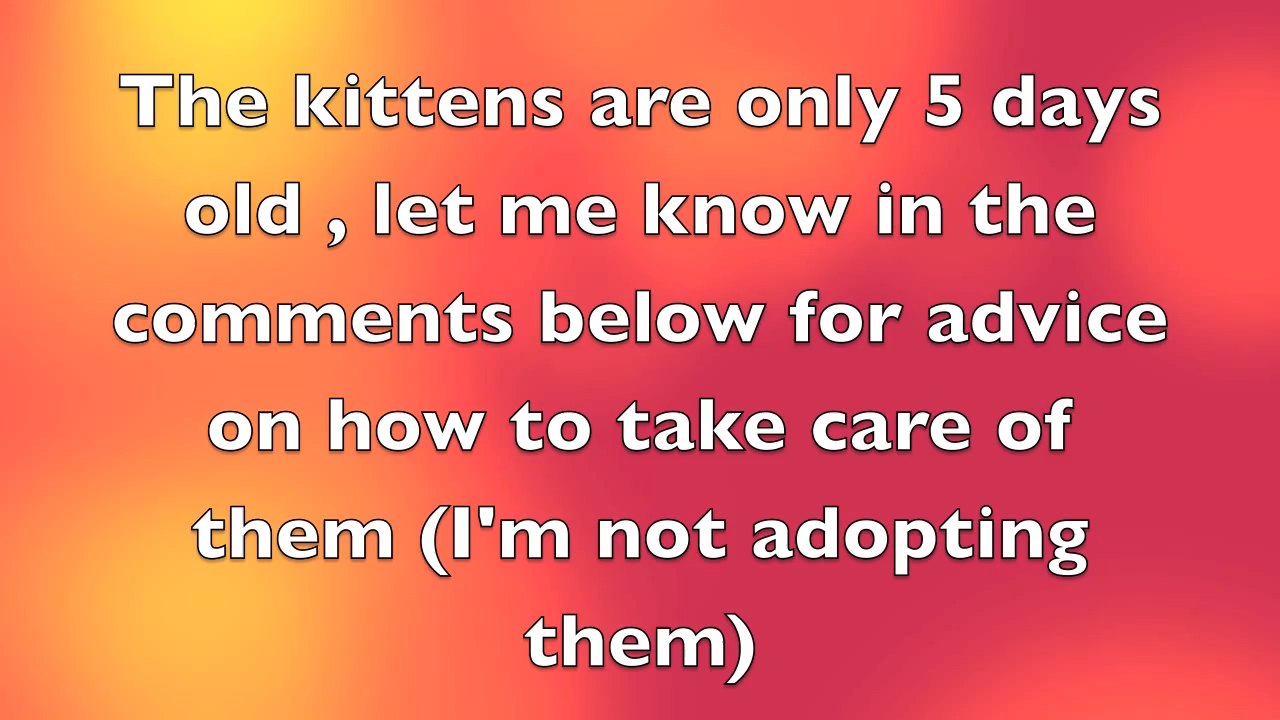 The kittens are only 5 days
old , let me know in the
comments below for advice
on how to take care of
them (I'm not adopting
them)